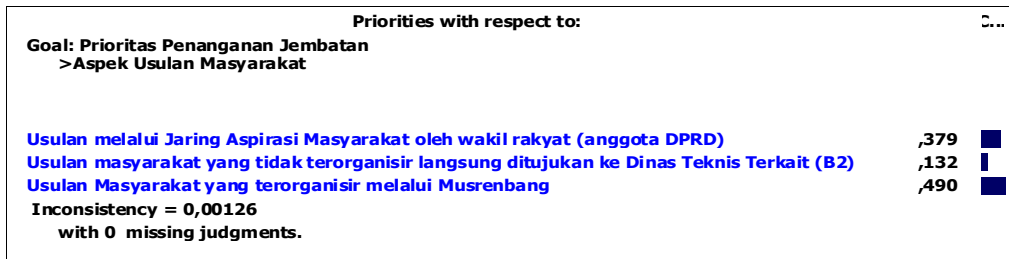 Priorities with respect to:
Goal: Prioritas Penanganan Jembatan
>Aspek Usulan Masyarakat
Usulan melalui Jaring Aspirasi Masyarakat oleh wakil rakyat (anggota DPRD) ,379
Usulan masyarakat yang tidak terorganisir langsung ditujukan ke Dinas Teknis Terkait (B2) ,132
Usulan Masyarakat yang terorganisir melalui Musrenbang ,490
Inconsistency = 0,00126
with 0 missing judgments.